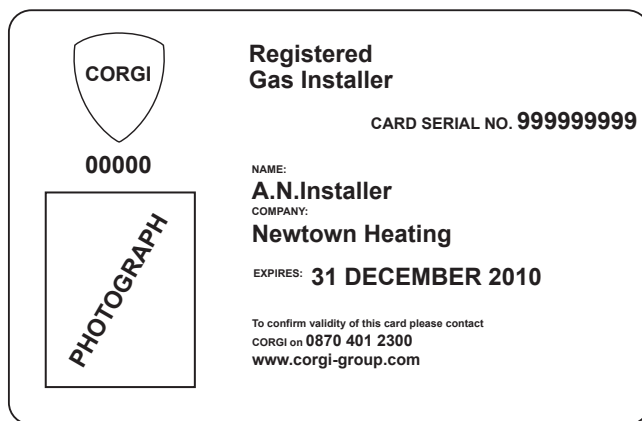 CORGI
00000
PHOTOGRAPH
Registered
Gas Installer
CARD SERIAL NO. 999999999
NAME:
A.N.Installer
COMPANY:
Newtown Heating
EXPIRES: 31 DECEMBER 2010
To confirm validity of this card please contact
CORGI on 0870 401 2300
www.corgi-group.com